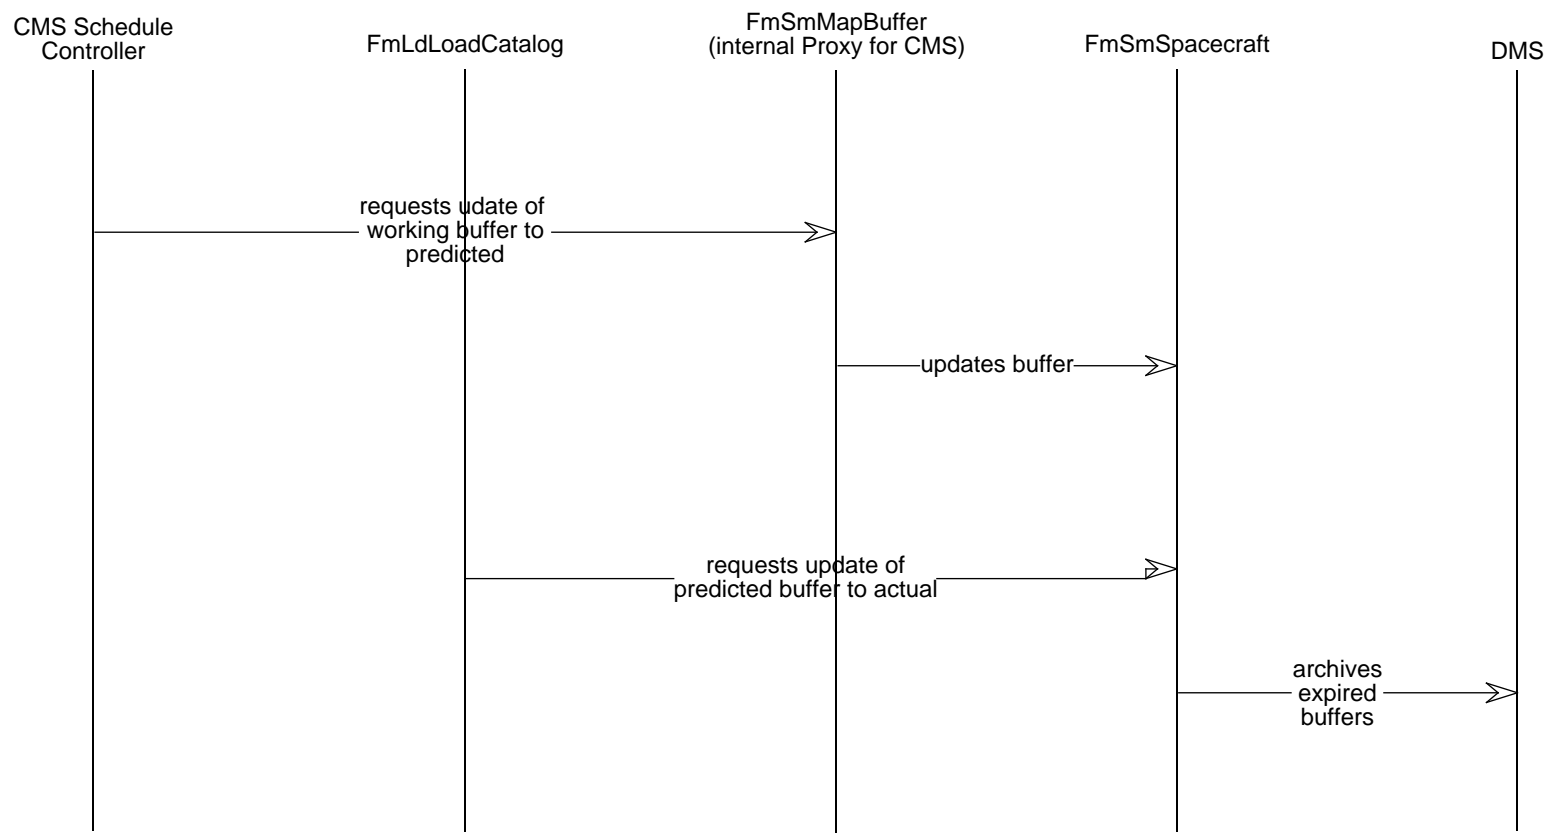 CMS Schedule
Controller
FmLdLoadCatalog
FmSmMapBuffer
(internal Proxy for CMS)
FmSmSpacecraft
DMS
requests udate of
working buffer to
predicted
updates buffer
requests update of
predicted buffer to actual
archives
expired
buffers